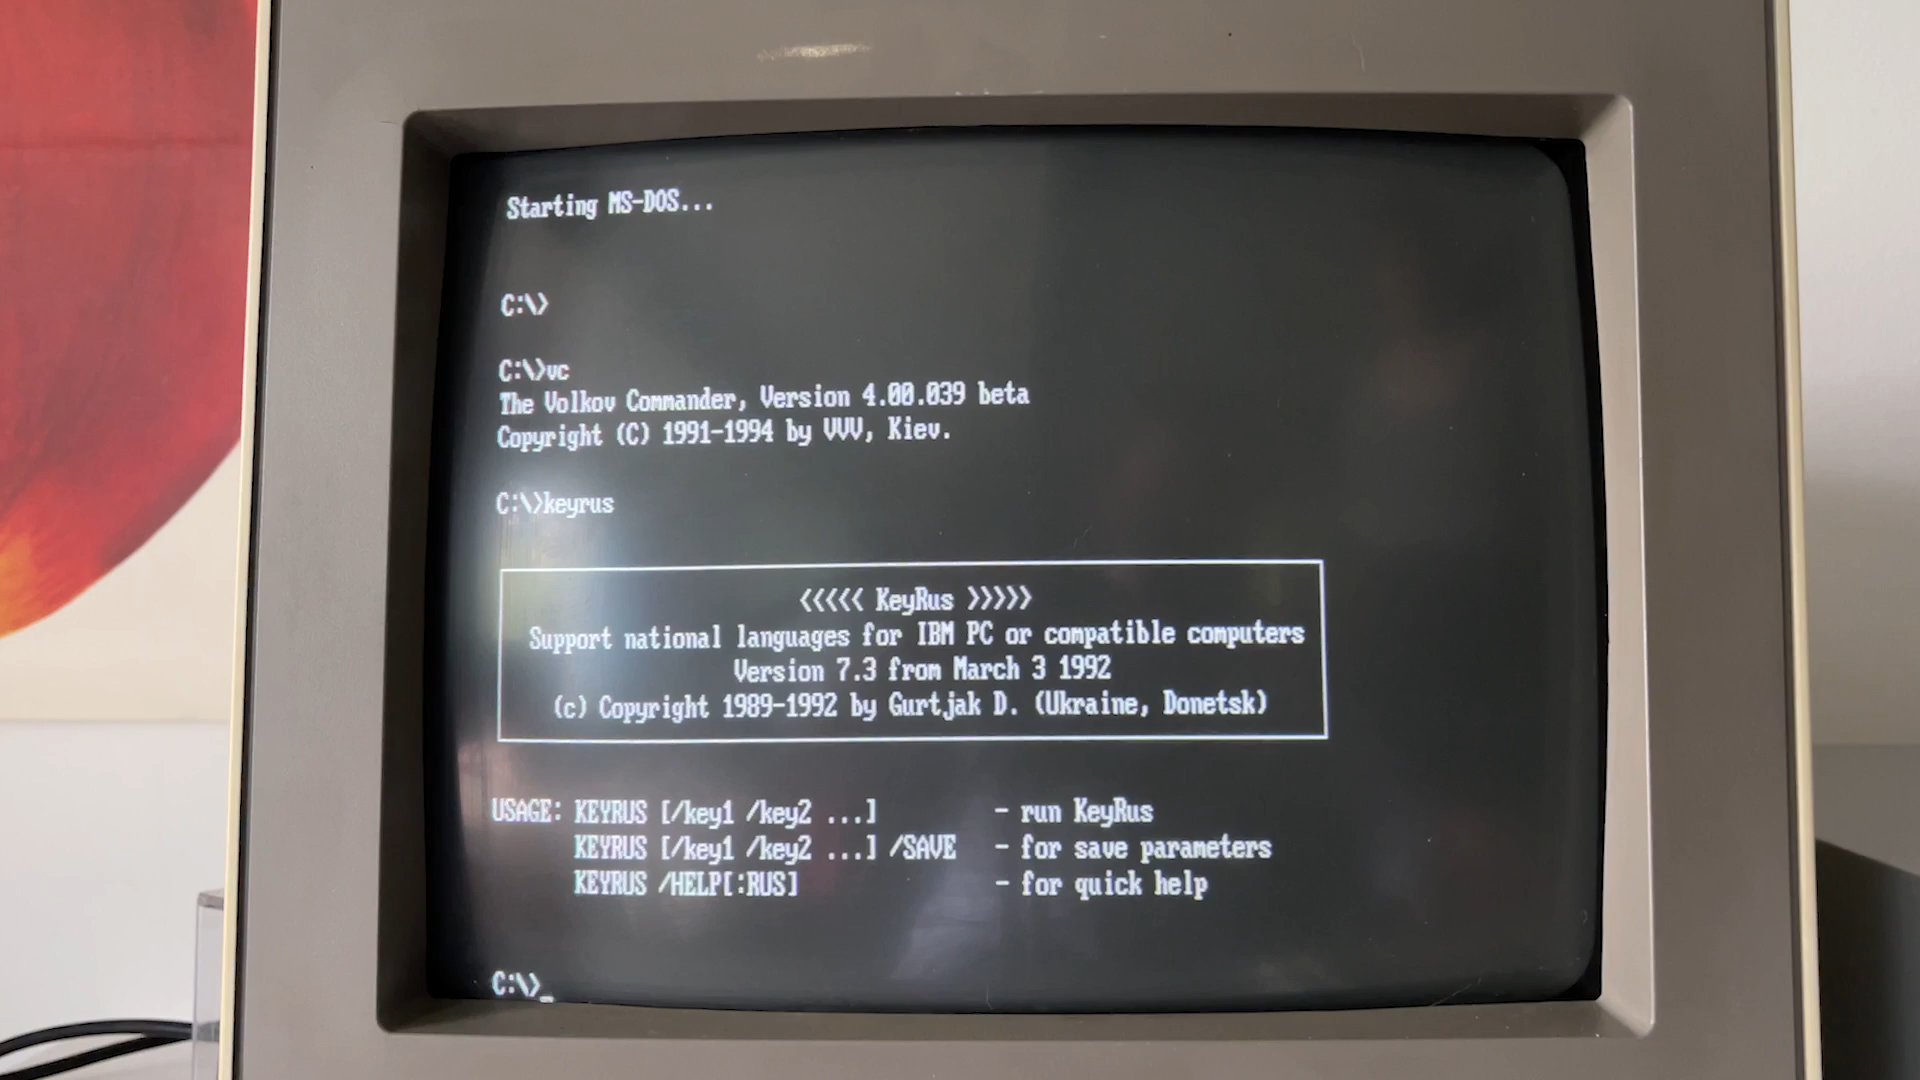 Starting MS-DOS...
C:\>
C:\>vc
The Volkov Commander, Version 4.00.039 beta
Copyright (C) 1991-1994 by VVV, Kiev.
C:\>keyrus
<<<<< KeyRus >>>>>
Support national languages for IBM PC or compatible computers
Version 7.3 from March 3 1992
(c) Copyright 1989-1992 by Gurtjak D. (Ukraine, Donetsk)
USAGE: KEYRUS [/key1 /key2 ...] - run KeyRus
KEYRUS [/key1 /key2 ...] /SAVE - for save parameters
KEYRUS /HELP[:RUS] - for quick help
C:\>_